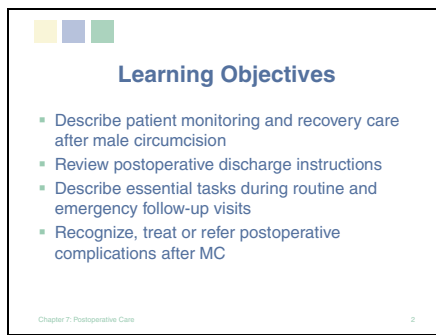 Learning Objectives
▪ Describe patient monitoring and recovery care
after male circumcision
▪ Review postoperative discharge instructions
▪ Describe essential tasks during routine and
emergency follow-up visits
▪ Recognize, treat or refer postoperative
complications after MC
Chapter 7: Postoperative Care 2